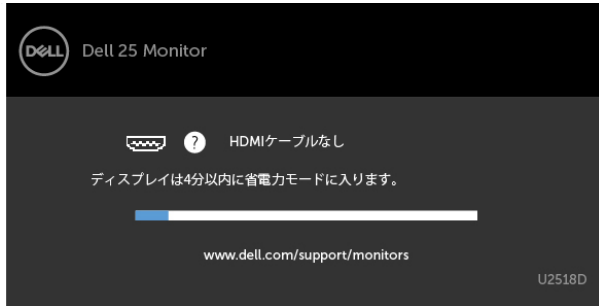 DELL
Dell 25 Monitor
? HDMIケーブルなし
ディスプレイは4分以内に省電力モードに入ります。
www.dell.com/support/monitors
U2518D